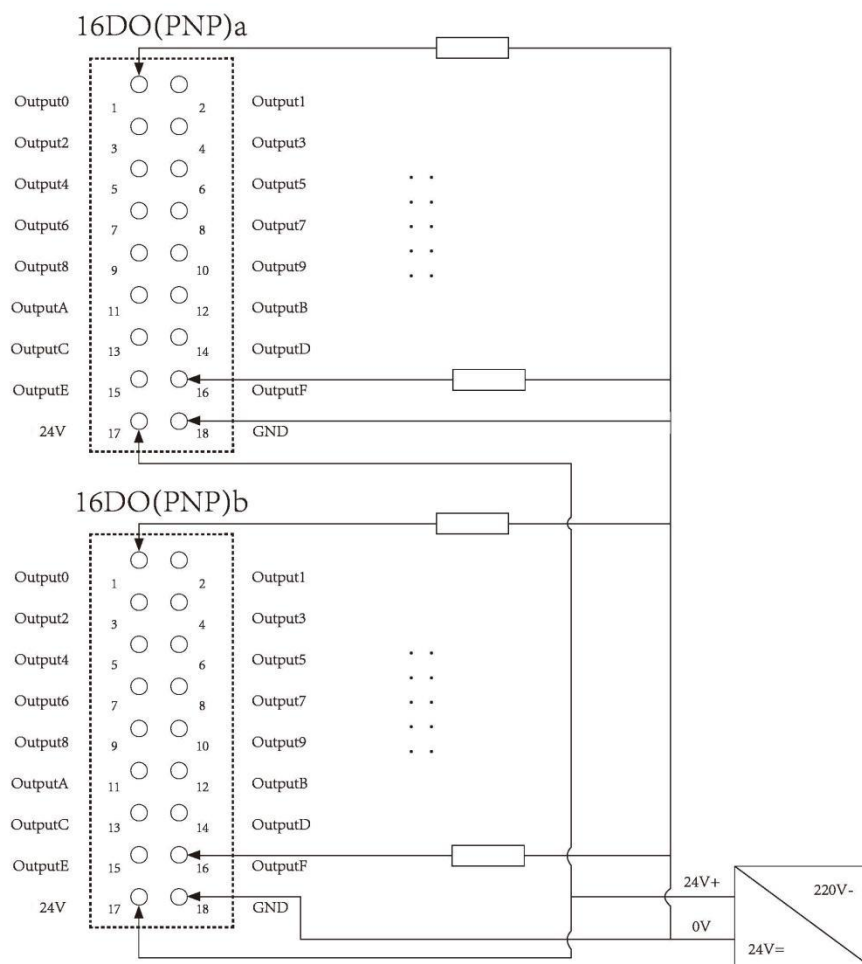 16DO(PNP)a
Output0 1 2 Output1
Output2 3 4 Output3
Output4 5 6 Output5
Output6 7 8 Output7
Output8 9 10 Output9
OutputA 11 12 OutputB
OutputC 13 14 OutputD
OutputE 15 16 OutputF
24V 17 18 GND
16DO(PNP)b
Output0 1 2 Output1
Output2 3 4 Output3
Output4 5 6 Output5
Output6 7 8 Output7
Output8 9 10 Output9
OutputA 11 12 OutputB
OutputC 13 14 OutputD
OutputE 15 16 OutputF
24V 17 18 GND
24V+
220V-
0V
24V=